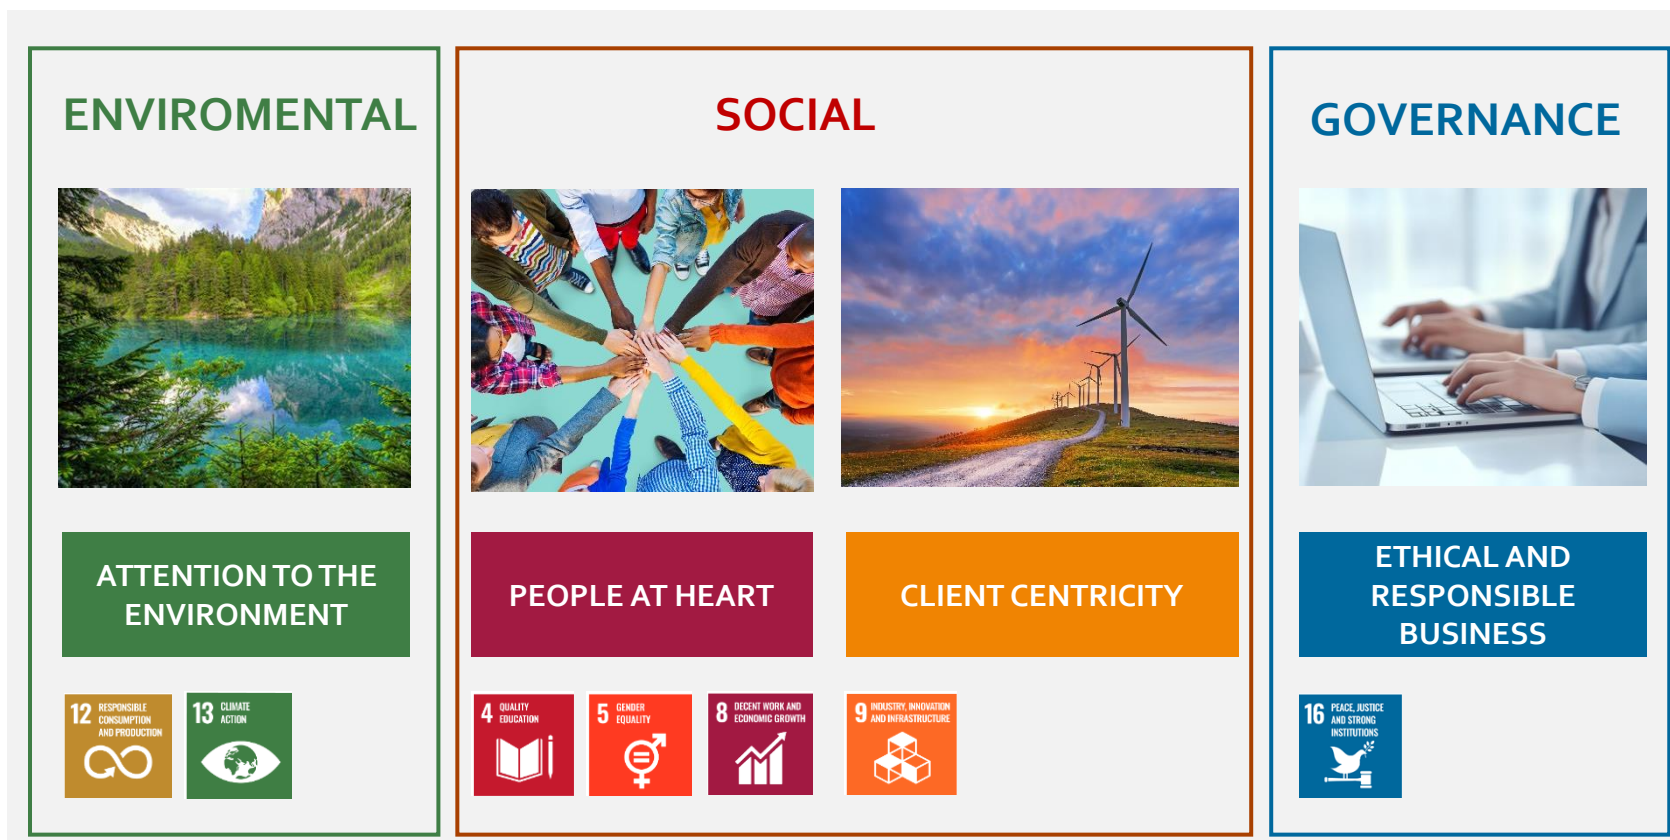 ENVIROMENTAL
SOCIAL
GOVERNANCE
ATTENTION TO THE
ENVIRONMENT
PEOPLE AT HEART
CLIENT CENTRICITY
ETHICAL AND
RESPONSIBLE
BUSINESS
12 RESPONSIBLE
CONSUMPTION
AND PRODUCTION
13 CLIMATE
ACTION
4 QUALITY
EDUCATION
5 GENDER
EQUALITY
8 DECENT WORK AND
ECONOMIC GROWTH
9 INDUSTRY, INNOVATION
AND INFRASTRUCTURE
16 PEACE, JUSTICE
AND STRONG
INSTITUTIONS